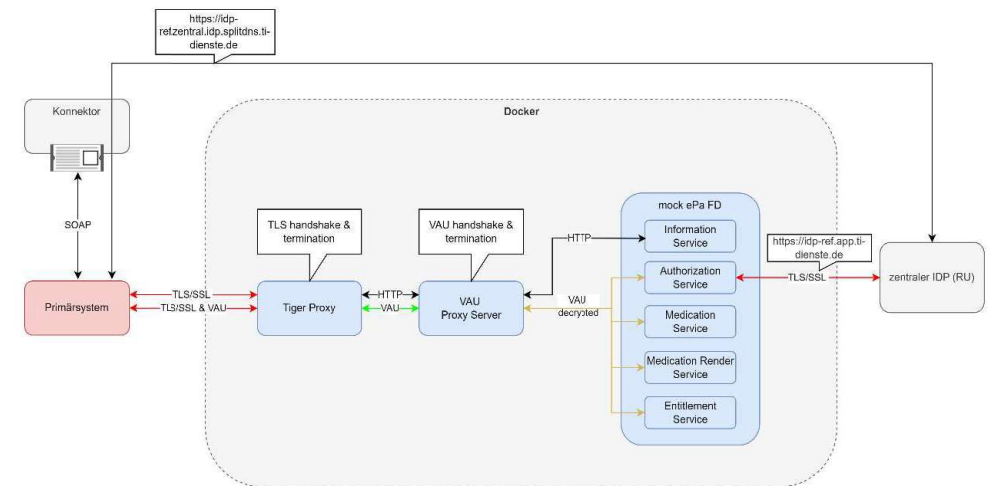 https://idp-
ref.zentral.idp.splitdns.ti-
dienste.de
Konnektor
Docker
SOAP
mock ePa FD
TLS handshake &
termination
VAU handshake &
termination
HTTP
Information
Service
https://idp-ref.app.ti-
dienste.de
Primärsystem
TLS/SSL
TLS/SSL & VAU
Tiger Proxy
HTTP
VAU
VAU
Proxy Server
VAU
decrypted
Authorization
Service
TLS/SSL
zentraler IDP (RU)
Medication
Service
Medication Render
Service
Entitlement
Service